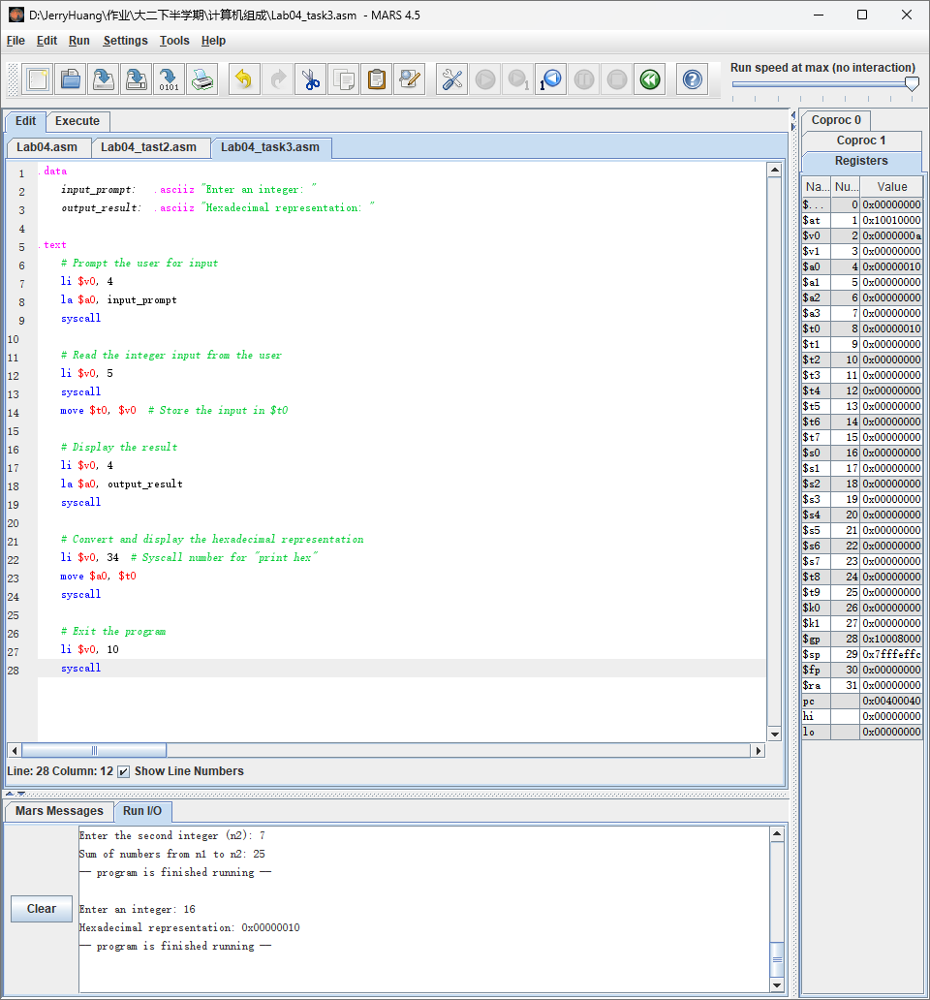 D:\JerryHuang\作业\大二下半学期\计算机组成\Lab04_task3.asm - MARS 4.5
File Edit Run Settings Tools Help
0101
1
1
?
Run speed at max (no interaction)
Edit Execute
Lab04.asm Lab04_tast2.asm Lab04_task3.asm
1 .data
2 input_prompt: .asciiz "Enter an integer: "
3 output_result: .asciiz "Hexadecimal representation: "
4
5 .text
6 # Prompt the user for input
7 li $v0, 4
8 la $a0, input_prompt
9 syscall
10
11 # Read the integer input from the user
12 li $v0, 5
13 syscall
14 move $t0, $v0 # Store the input in $t0
15
16 # Display the result
17 li $v0, 4
18 la $a0, output_result
19 syscall
20
21 # Convert and display the hexadecimal representation
22 li $v0, 34 # Syscall number for "print hex"
23 move $a0, $t0
24 syscall
25
26 # Exit the program
27 li $v0, 10
28 syscall
Line: 28 Column: 12 Show Line Numbers
Mars Messages Run I/O
Clear
Enter the second integer (n2): 7
Sum of numbers from n1 to n2: 25
— program is finished running —
Enter an integer: 16
Hexadecimal representation: 0x00000010
— program is finished running —
Coproc 0
Coproc 1
Registers
Na... Nu... Value
$... 0 0x00000000
$at 1 0x10010000
$v0 2 0x0000000a
$v1 3 0x00000000
$a0 4 0x00000010
$a1 5 0x00000000
$a2 6 0x00000000
$a3 7 0x00000000
$t0 8 0x00000010
$t1 9 0x00000000
$t2 10 0x00000000
$t3 11 0x00000000
$t4 12 0x00000000
$t5 13 0x00000000
$t6 14 0x00000000
$t7 15 0x00000000
$s0 16 0x00000000
$s1 17 0x00000000
$s2 18 0x00000000
$s3 19 0x00000000
$s4 20 0x00000000
$s5 21 0x00000000
$s6 22 0x00000000
$s7 23 0x00000000
$t8 24 0x00000000
$t9 25 0x00000000
$k0 26 0x00000000
$k1 27 0x00000000
$gp 28 0x10008000
$sp 29 0x7fffeffc
$fp 30 0x00000000
$ra 31 0x00000000
pc 0x00400040
hi 0x00000000
lo 0x00000000